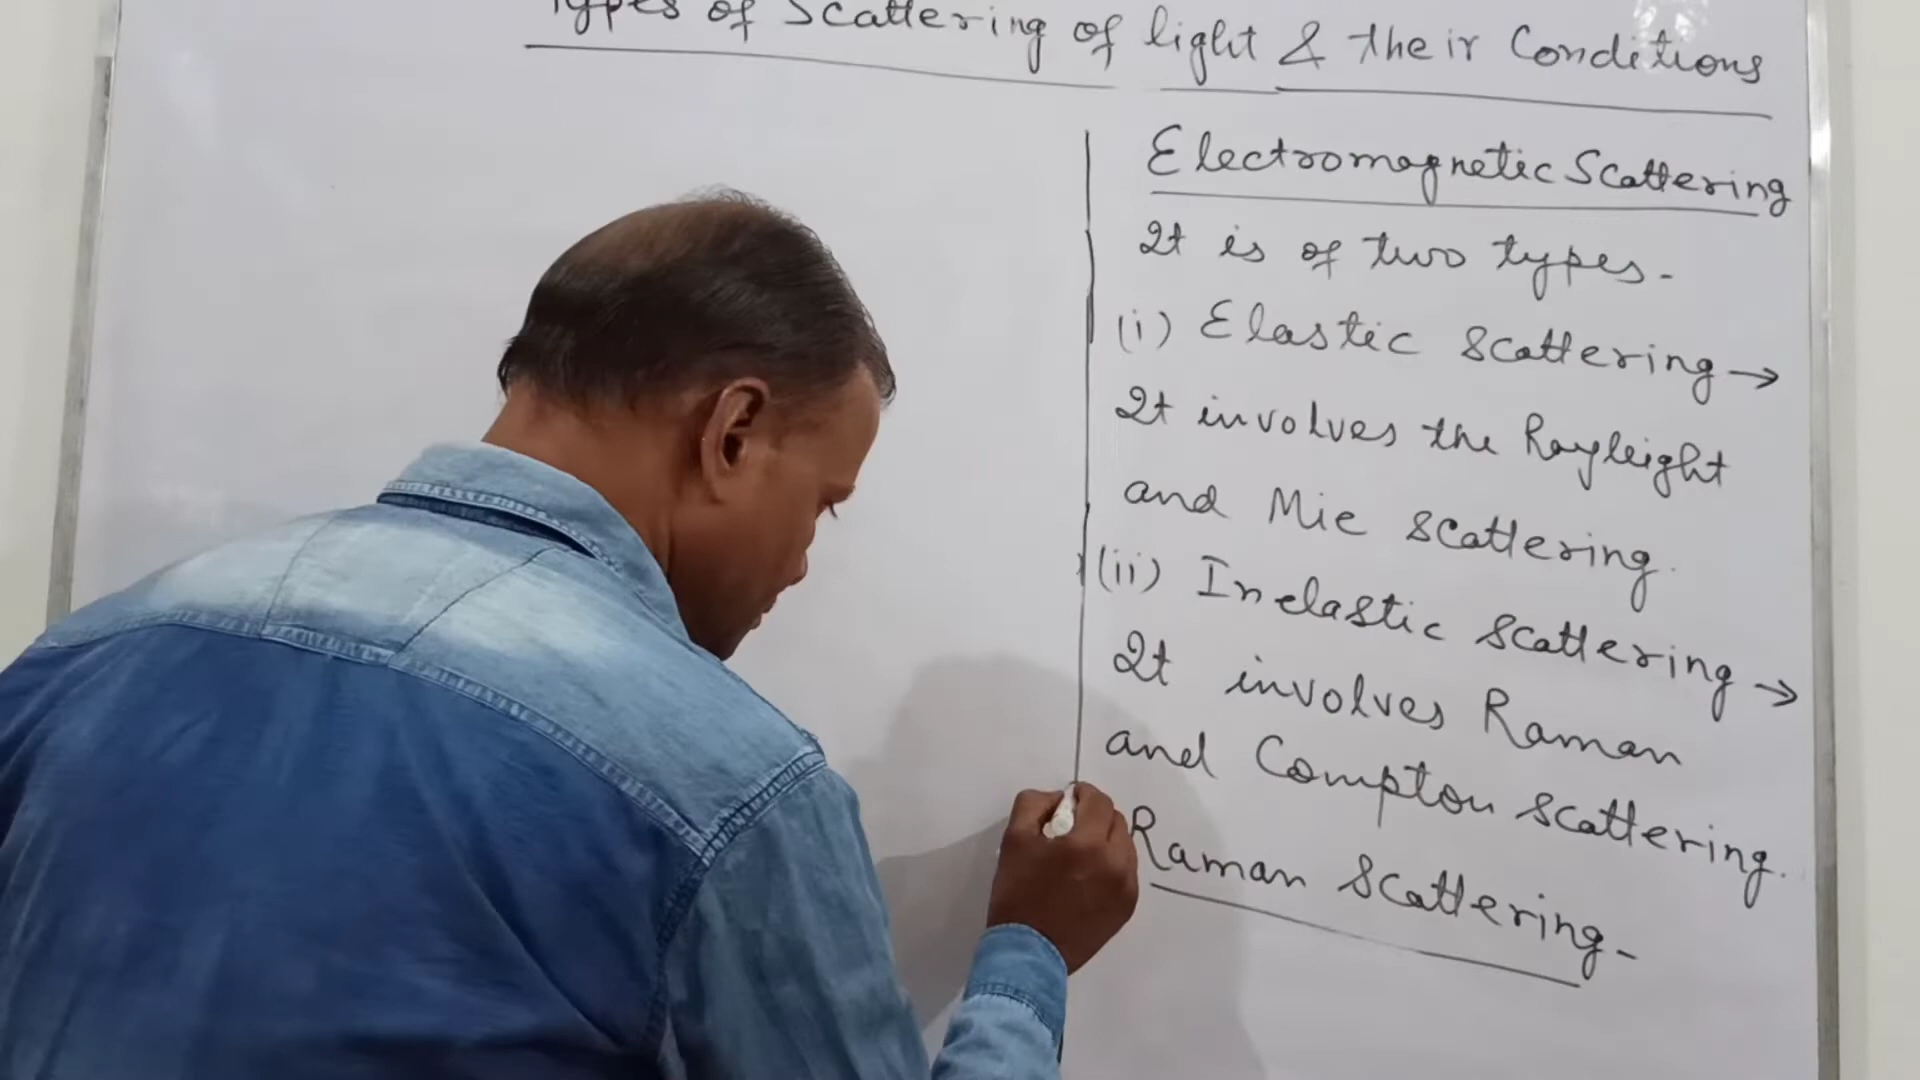 Types of Scattering of light & their Conditions
Electromagnetic Scattering
It is of two types-
(i) Elastic Scattering →
It involves the Rayleight
and Mie scattering.
(ii) Inelastic Scattering →
It involves Raman
and Compton scattering.
Raman Scattering-